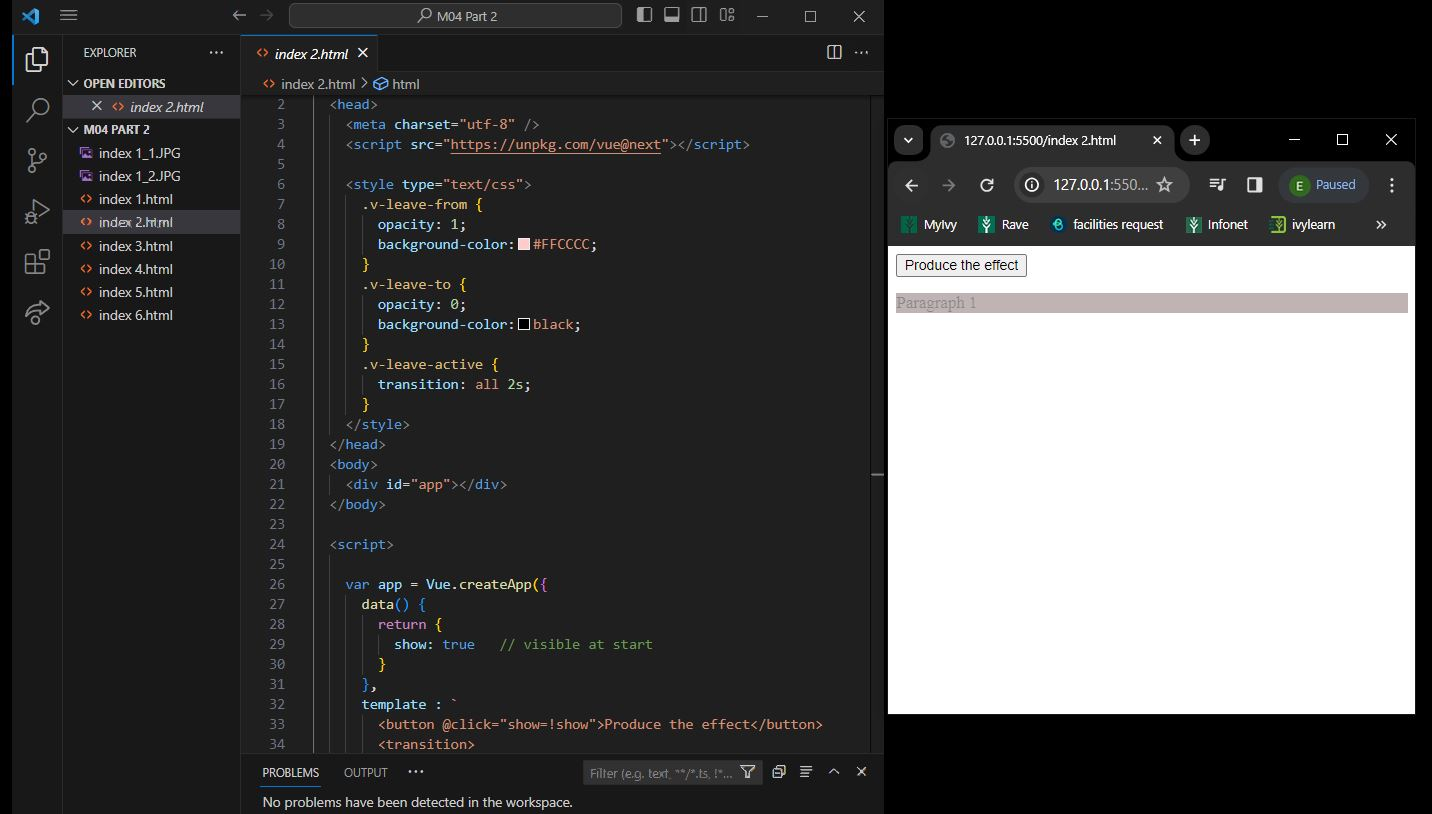 M04 Part 2
EXPLORER
OPEN EDITORS
index 2.html
M04 PART 2
index 1_1.JPG
index 1_2.JPG
index 1.html
index 2.html
index 3.html
index 4.html
index 5.html
index 6.html
index 2.html
index 2.html > html
2 <head>
3 <meta charset="utf-8" />
4 <script src="https://unpkg.com/vue@next"></script>
5
6 <style type="text/css">
7 .v-leave-from {
8 opacity: 1;
9 background-color: #FFCCCC;
10 }
11 .v-leave-to {
12 opacity: 0;
13 background-color: black;
14 }
15 .v-leave-active {
16 transition: all 2s;
17 }
18 </style>
19 </head>
20 <body>
21 <div id="app"></div>
22 </body>
23
24 <script>
25
26 var app = Vue.createApp({
27 data() {
28 return {
29 show: true // visible at start
30 }
31 },
32 template : `
33 <button @click="show=!show">Produce the effect</button>
34 <transition>
PROBLEMS OUTPUT
Filter (e.g. text, **/*.ts, !*...
No problems have been detected in the workspace.
127.0.0.1:5500/index 2.html
127.0.0.1:550...
E Paused
MyIvy Rave facilities request Infonet ivylearn
Produce the effect
Paragraph 1